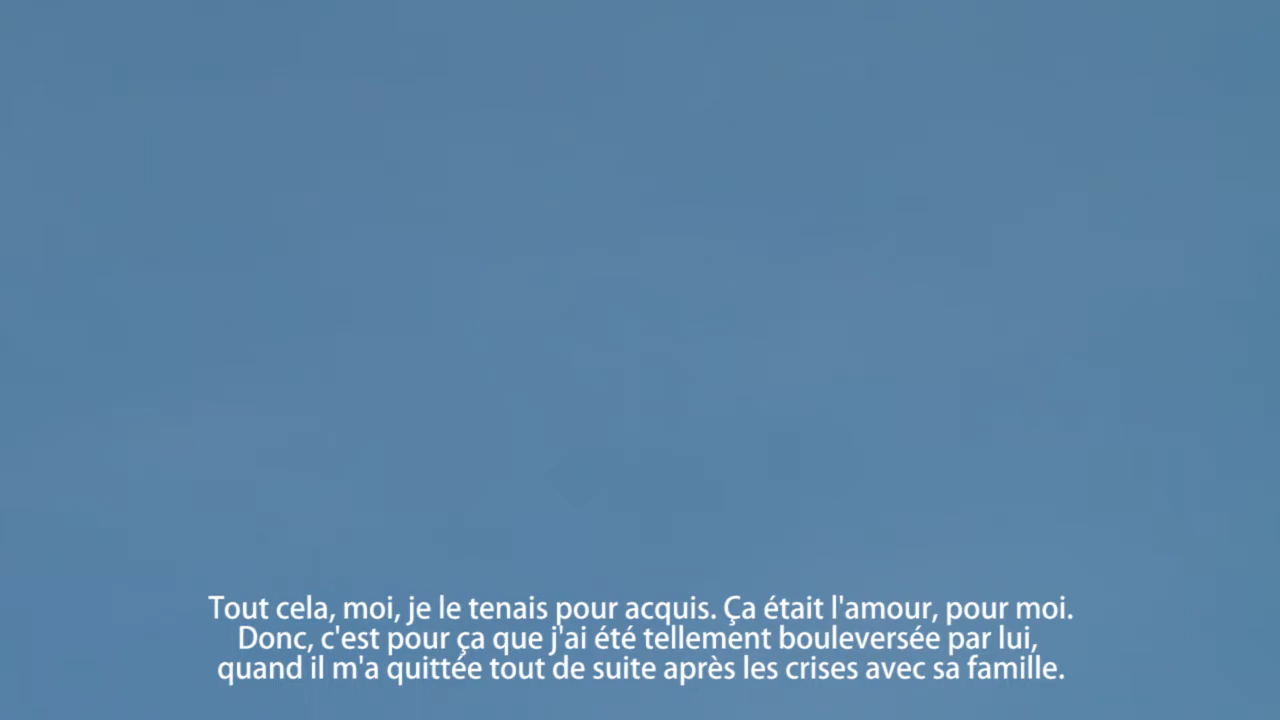 Tout cela, moi, je le tenais pour acquis. Ça était l'amour, pour moi.
Donc, c'est pour ça que j'ai été tellement bouleversée par lui,
quand il m'a quittée tout de suite après les crises avec sa famille.